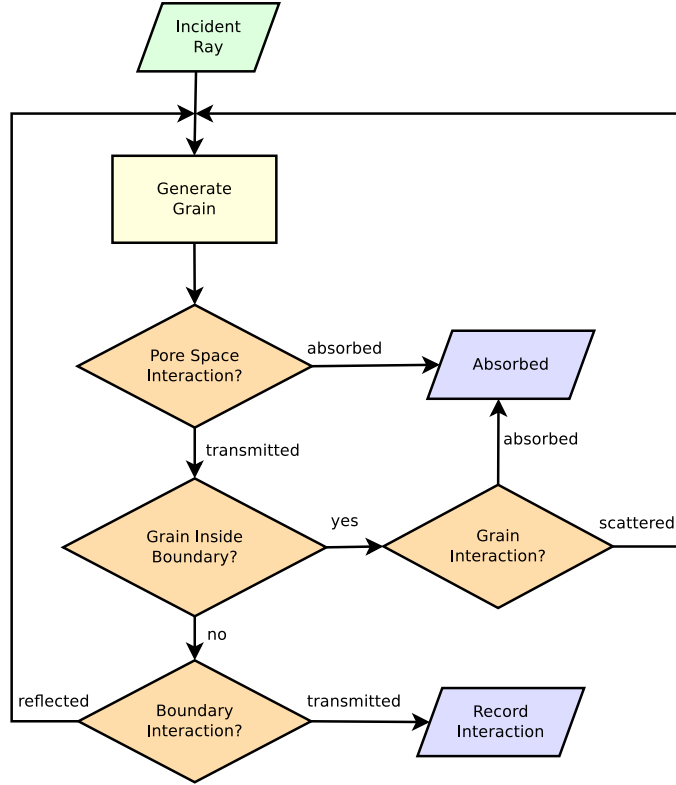 Incident
Ray
Generate
Grain
Pore Space
Interaction?
absorbed
Absorbed
transmitted
absorbed
Grain Inside
Boundary?
yes
Grain
Interaction?
scattered
no
reflected
Boundary
Interaction?
transmitted
Record
Interaction